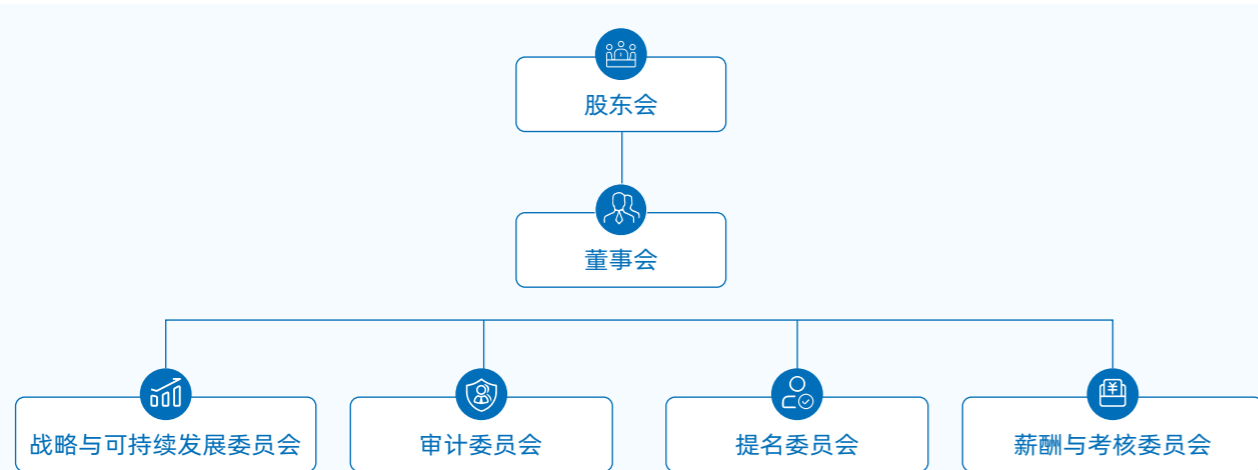 股东会
董事会
战略与可持续发展委员会
审计委员会
提名委员会
薪酬与考核委员会